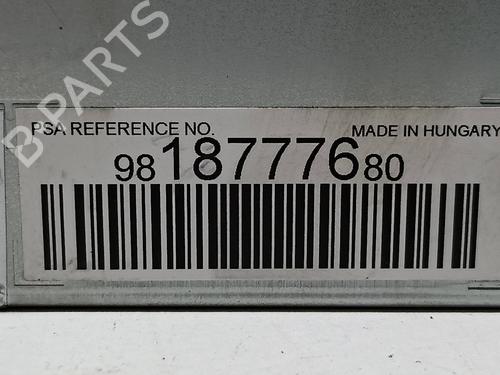 B-PARTS
PSA REFERENCE NO. MADE IN HUNGARY
98 187776 80